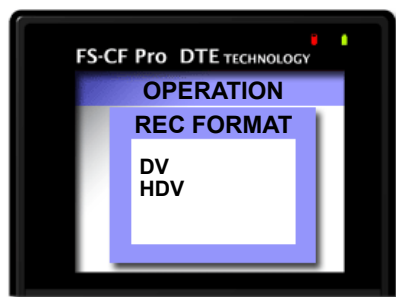 FS-CF Pro DTE TECHNOLOGY
OPERATION
REC FORMAT
DV
HDV